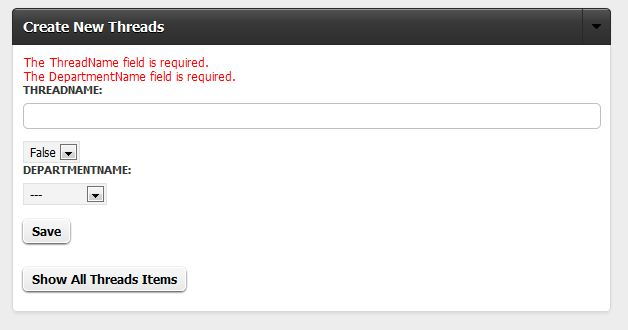 Create New Threads
The ThreadName field is required.
The DepartmentName field is required.
THREADNAME:
False
DEPARTMENTNAME:
---
Save
Show All Threads Items